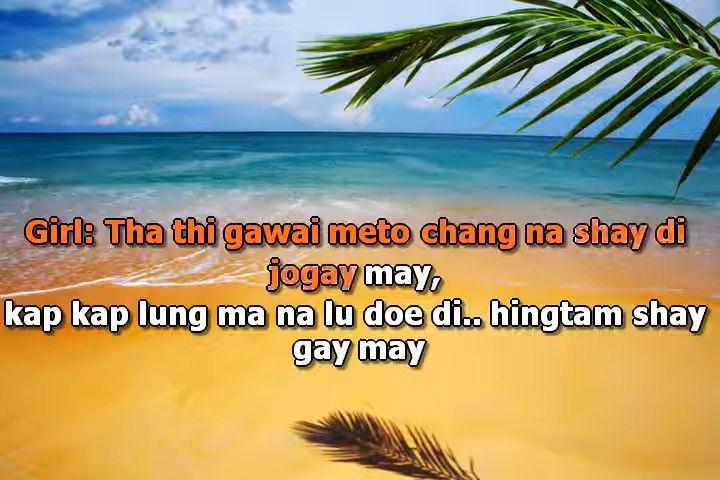 Girl: Tha thi gawai meto chang na shay di
jogay may,
kap kap lung ma na lu doe di.. hingtam shay
gay may